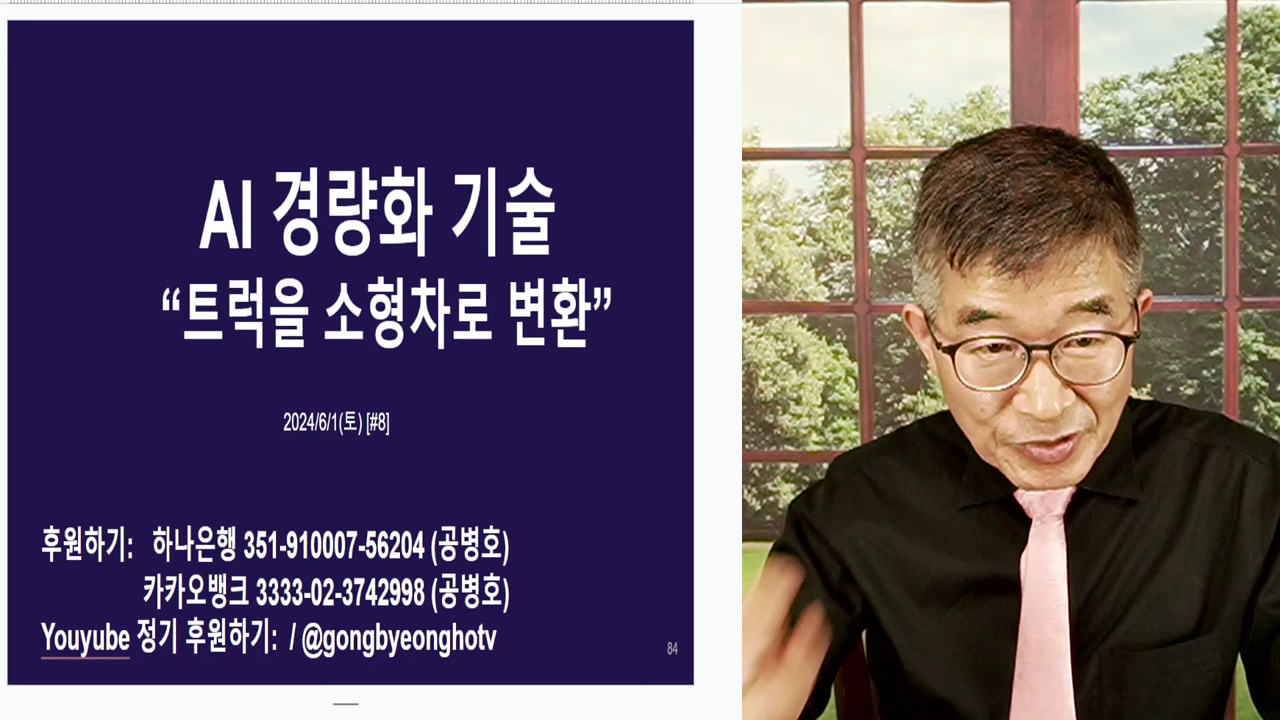 AI 경량화 기술
“트럭을 소형차로 변환”
2024/6/1(토) [#8]
후원하기: 하나은행 351-910007-56204 (공병호)
카카오뱅크 3333-02-3742998 (공병호)
Youyube 정기 후원하기: / @gongbyeonghotv
84